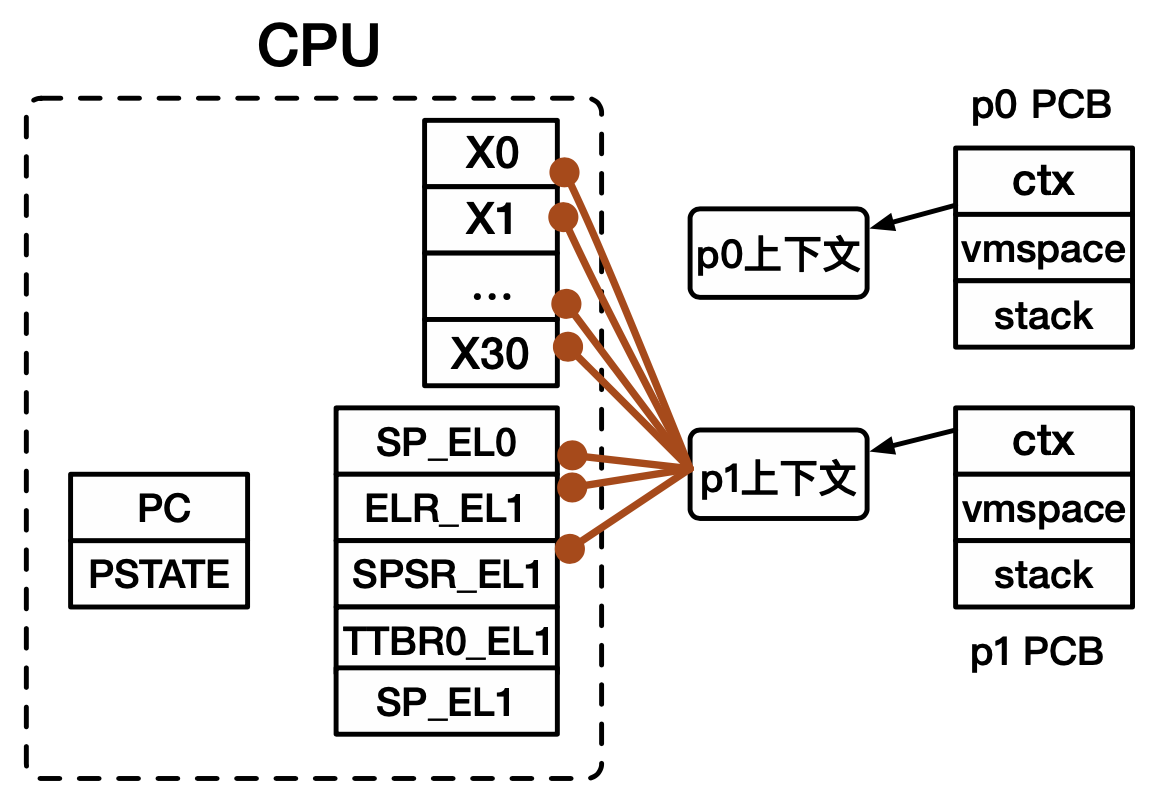 CPU
X0
X1
...
X30
SP_EL0
ELR_EL1
SPSR_EL1
TTBR0_EL1
SP_EL1
PC
PSTATE
p0上下文
p1上下文
p0 PCB
ctx
vmspace
stack
ctx
vmspace
stack
p1 PCB